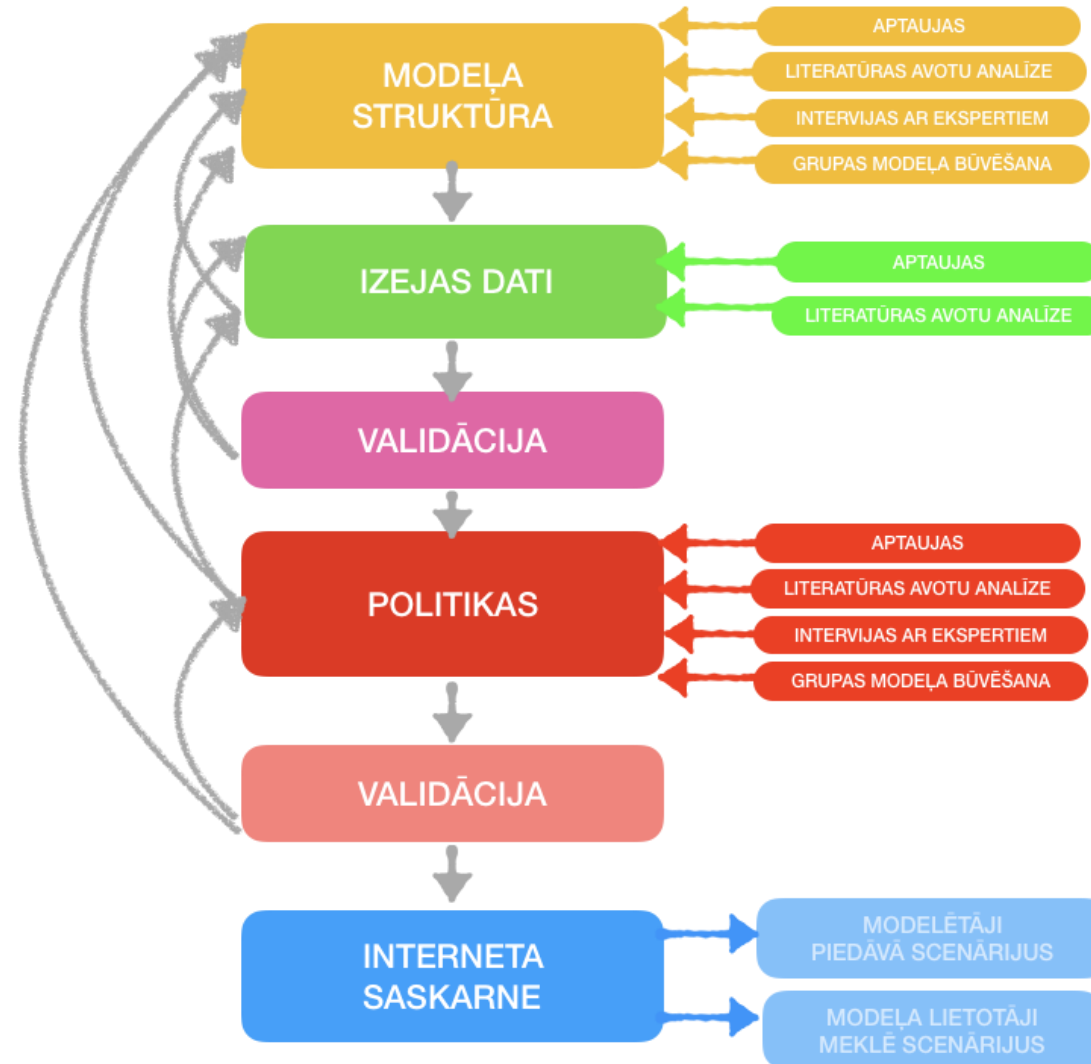 MODEĻA
STRUKTŪRA
APTAUJAS
LITERATŪRAS AVOTU ANALĪZE
INTERVIJAS AR EKSPERTIEM
GRUPAS MODEĻA BŪVĒŠANA
IZEJAS DATI
APTAUJAS
LITERATŪRAS AVOTU ANALĪZE
VALIDĀCIJA
POLITIKAS
APTAUJAS
LITERATŪRAS AVOTU ANALĪZE
INTERVIJAS AR EKSPERTIEM
GRUPAS MODEĻA BŪVĒŠANA
VALIDĀCIJA
INTERNETA
SASKARNE
MODELĒTĀJI
PIEDĀVĀ SCENĀRIJUS
MODEĻA LIETOTĀJI
MEKLĒ SCENĀRIJUS